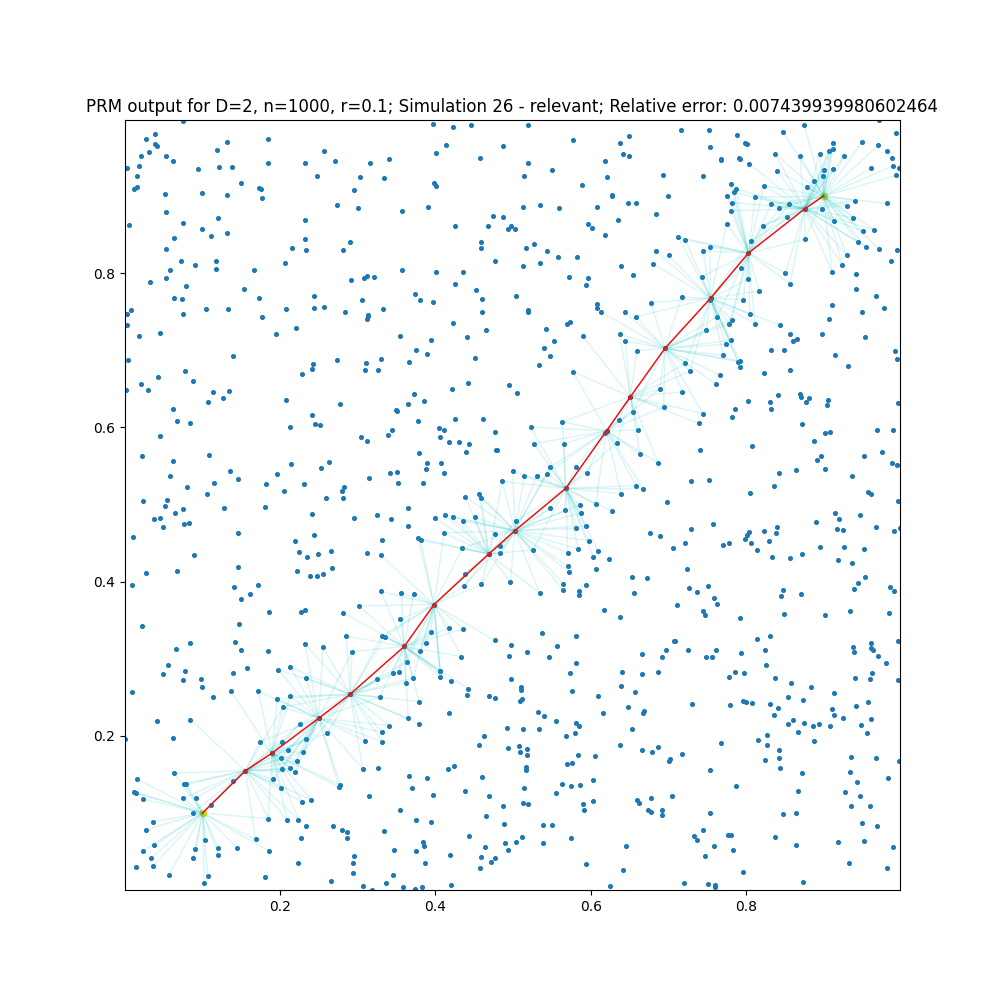 PRM output for D=2, n=1000, r=0.1; Simulation 26 - relevant; Relative error: 0.007439939980602464
0.8
0.6
0.4
0.2
0.2 0.4 0.6 0.8